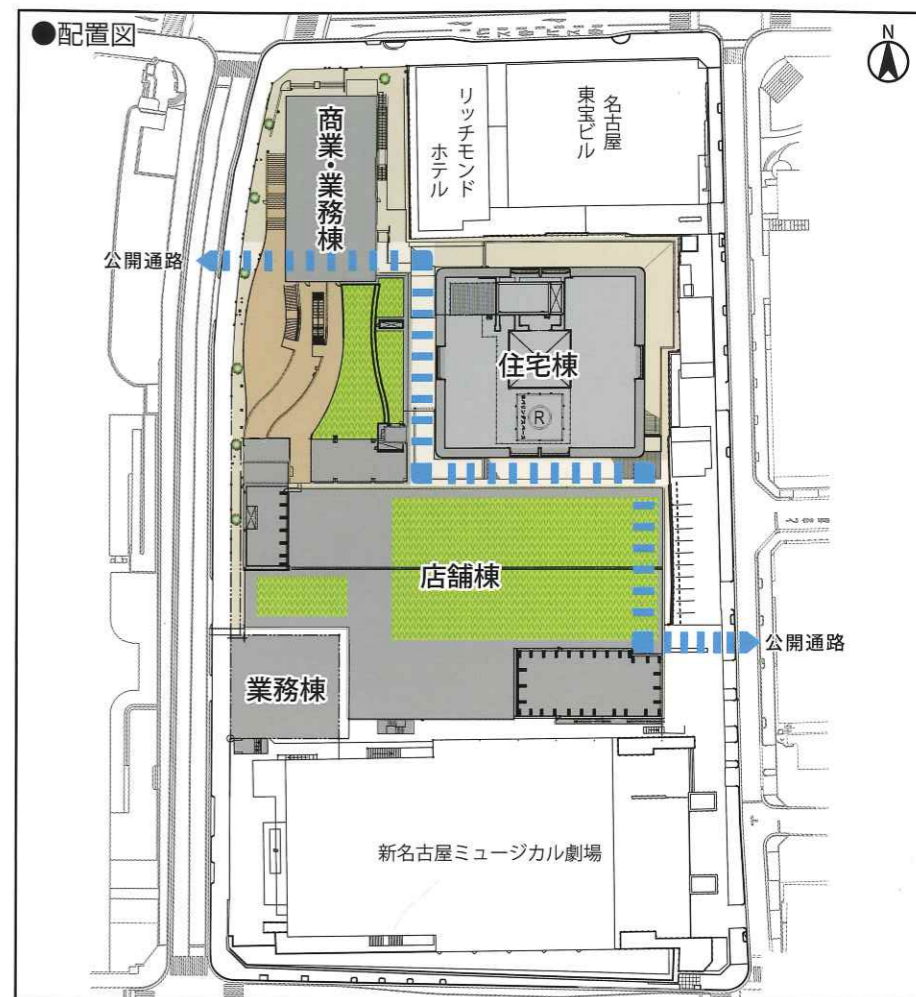 ●配置図
N
商業・業務棟
リッチモンド
ホテル
名古屋
東宝ビル
公開通路
住宅棟
R
店舗棟
公開通路
業務棟
新名古屋ミュージカル劇場